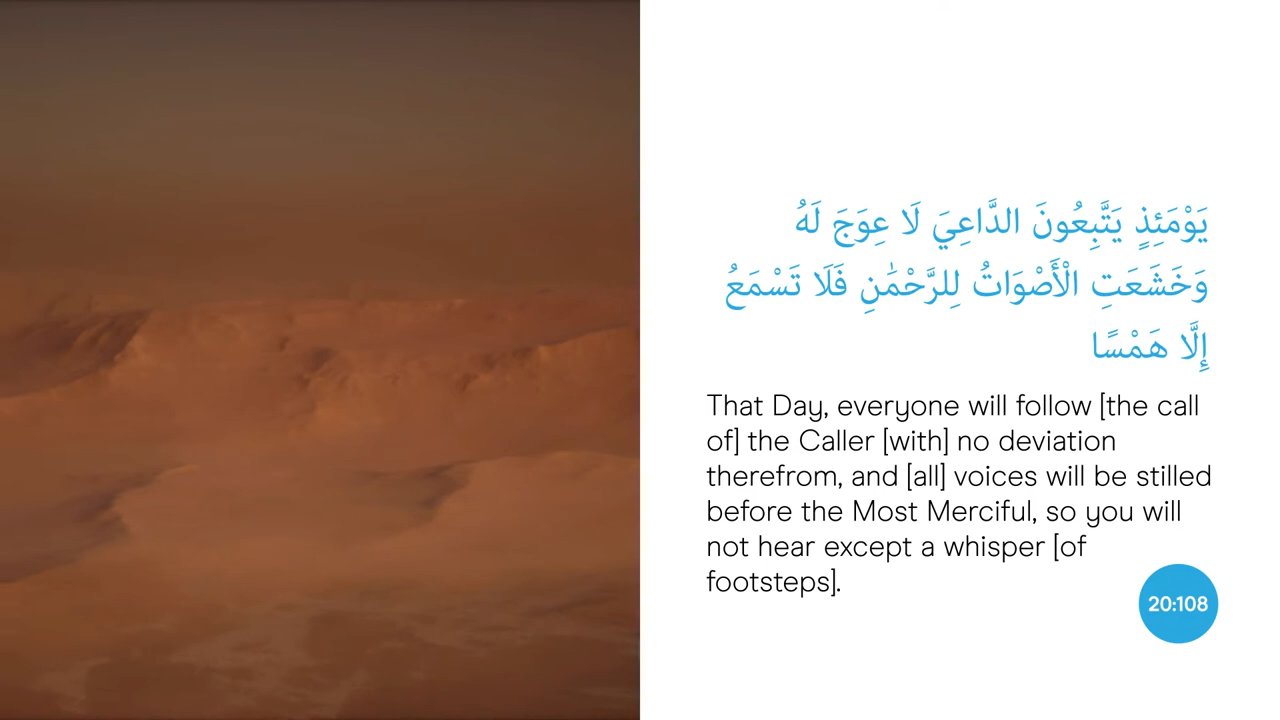 يَوْمَئِذٍ يَتَّبِعُونَ الدَّاعِيَ لَا عِوَجَ لَهُ
وَخَشَعَتِ الْأَصْوَاتُ لِلرَّحْمَٰنِ فَلَا تَسْمَعُ
إِلَّا هَمْسًا
That Day, everyone will follow [the call
of] the Caller [with] no deviation
therefrom, and [all] voices will be stilled
before the Most Merciful, so you will
not hear except a whisper [of
footsteps].
20:108